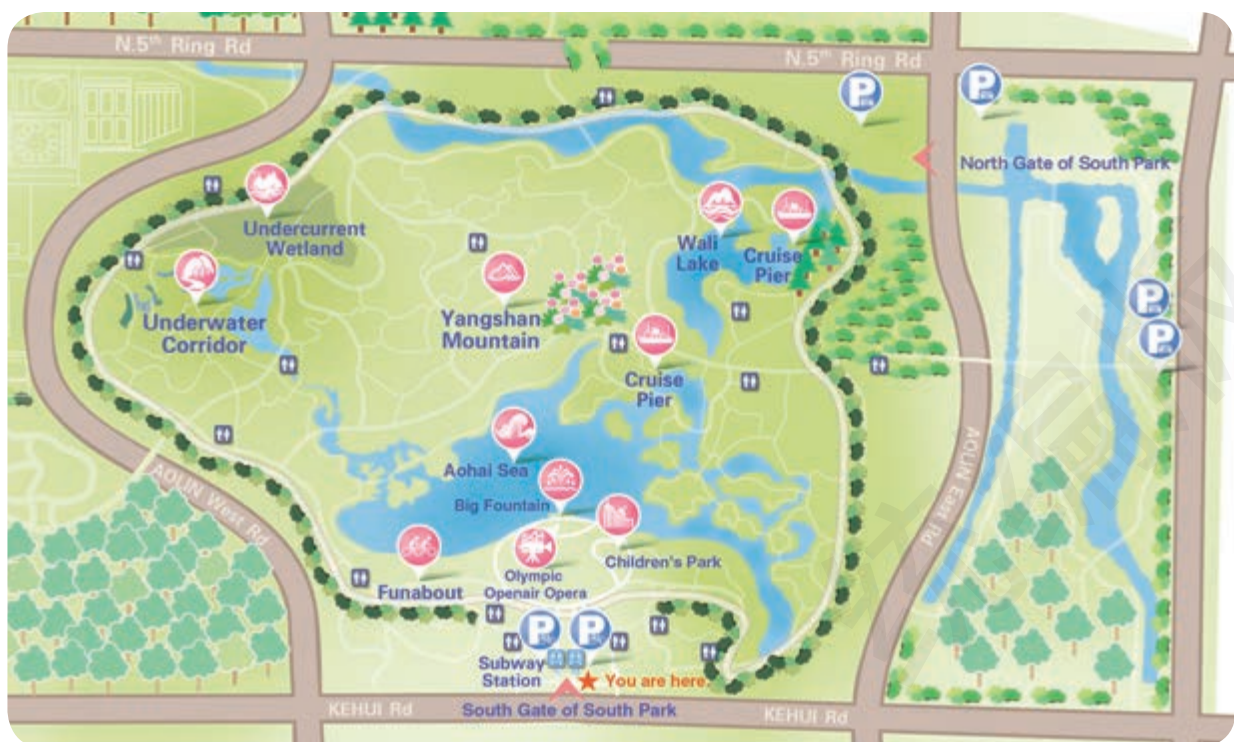 N.5th Ring Rd
N.5th Ring Rd
P
P
North Gate of South Park
Undercurrent
Wetland
Wali
Lake
Cruise
Pier
Underwater
Corridor
Yangshan
Mountain
P
P
Cruise
Pier
Aohai Sea
Big Fountain
AOLIN West Rd
AOLIN East Rd
Children's Park
Olympic
Openair Opera
Funabout
P
P
Subway
Station
You are here.
South Gate of South Park
KEHUI Rd
KEHUI Rd